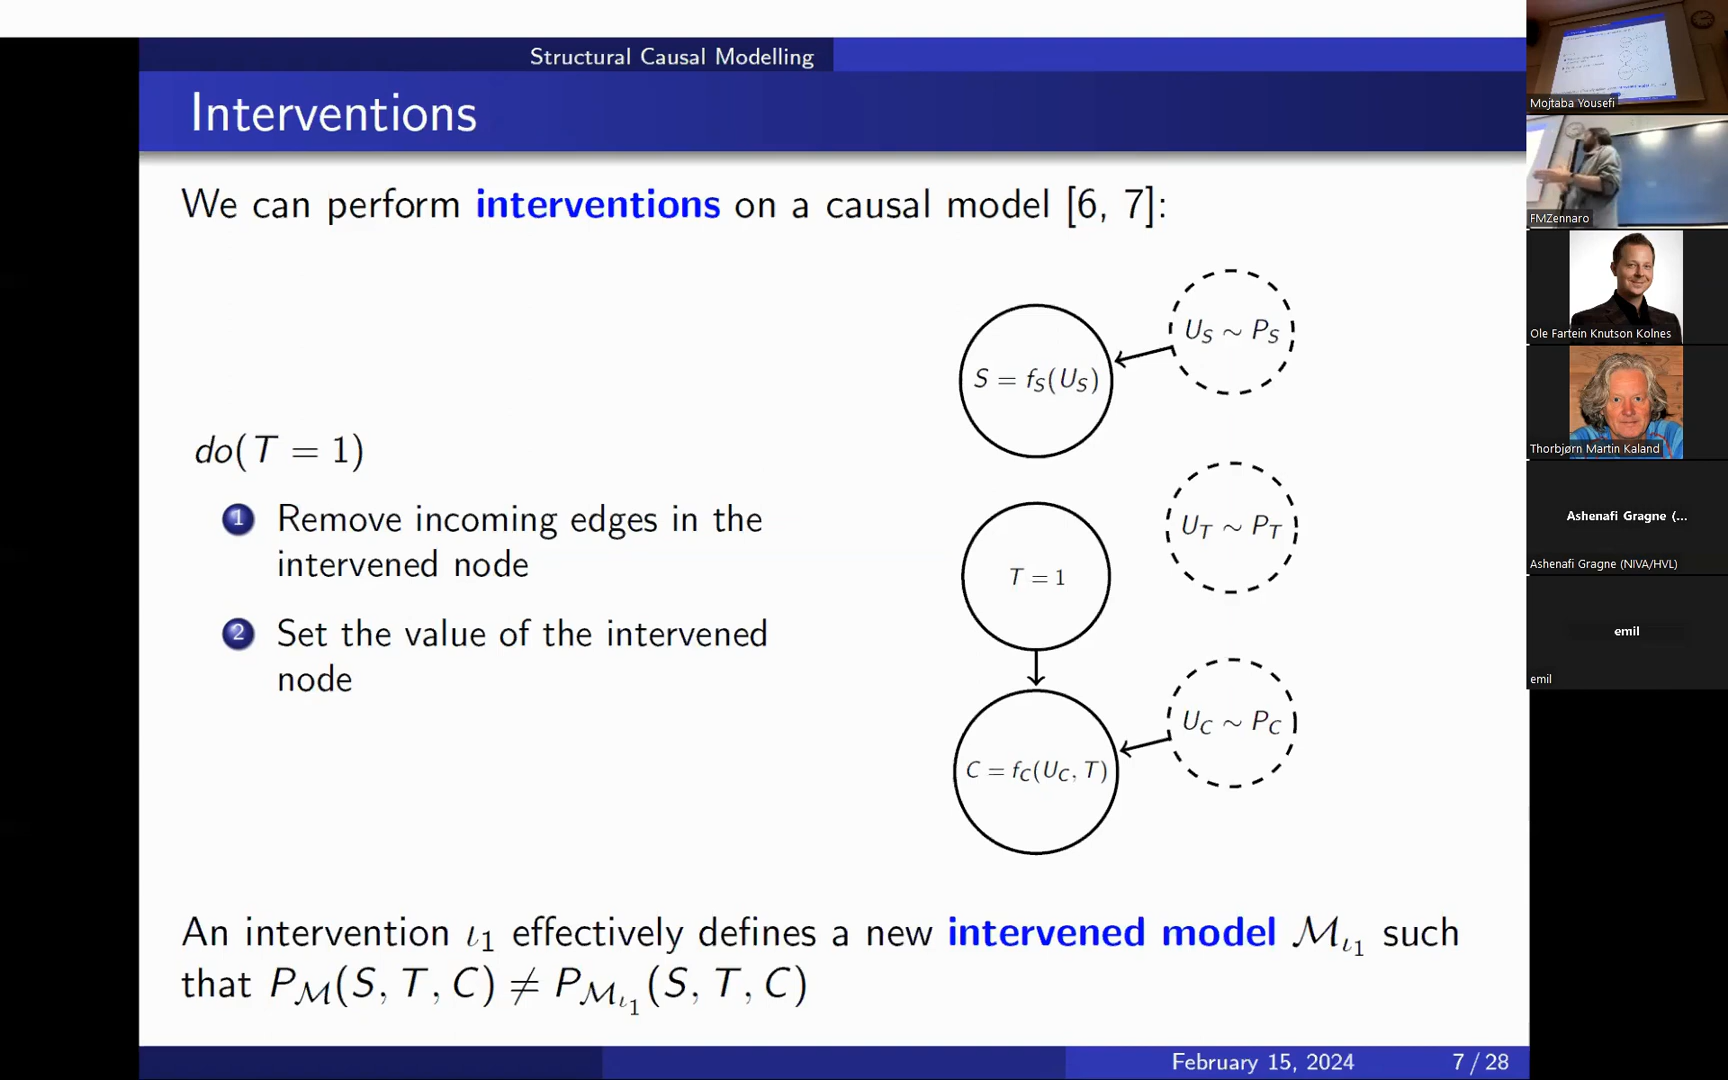 Structural Causal Modelling
Interventions
We can perform interventions on a causal model [6, 7]:
U_S ∼ P_S
S = f_S(U_S)
do(T = 1)
1 Remove incoming edges in the
intervened node
2 Set the value of the intervened
node
U_T ∼ P_T
T = 1
U_C ∼ P_C
C = f_C(U_C, T)
An intervention ι₁ effectively defines a new intervened model ℳ_ι₁ such
that P_ℳ(S, T, C) ≠ P_ℳ_ι₁(S, T, C)
February 15, 2024 7 / 28
Mojtaba Yousefi
FMZennaro
Ole Fartein Knutson Kolnes
Thorbjørn Martin Kaland
Ashenafi Gragne (...
Ashenafi Gragne (NIVA/HVL)
emil
emil